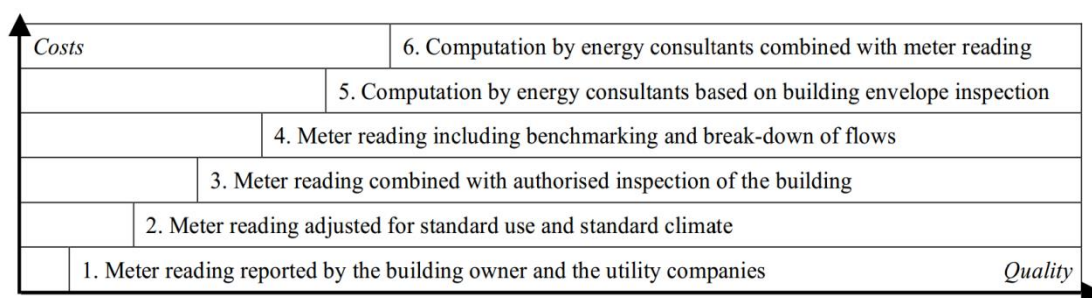 Costs
6. Computation by energy consultants combined with meter reading
5. Computation by energy consultants based on building envelope inspection
4. Meter reading including benchmarking and break-down of flows
3. Meter reading combined with authorised inspection of the building
2. Meter reading adjusted for standard use and standard climate
1. Meter reading reported by the building owner and the utility companies
Quality